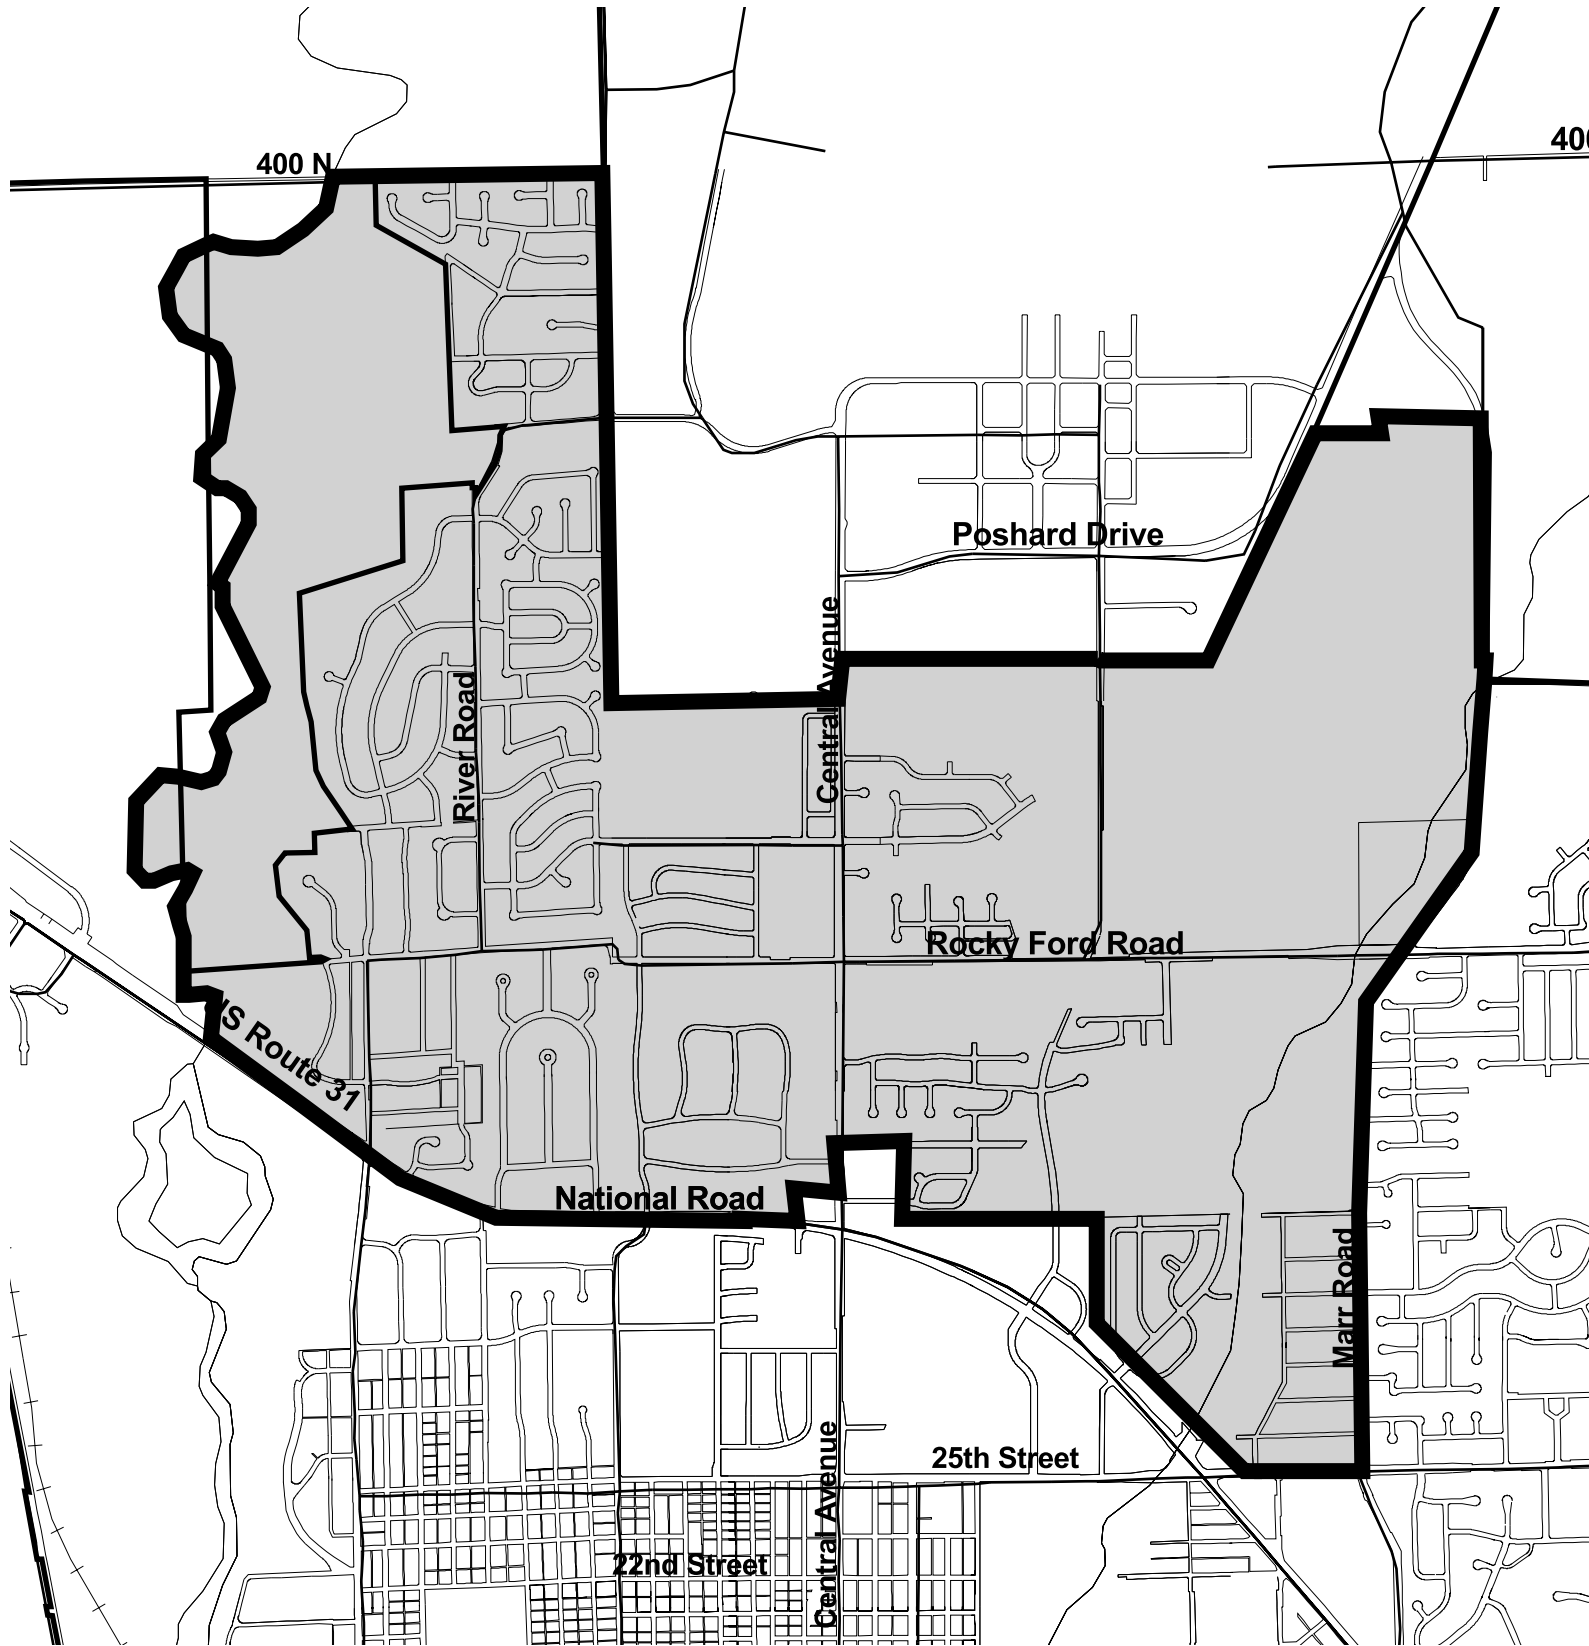 400 N
400
Poshard Drive
Central Avenue
River Road
Rocky Ford Road
US Route 31
National Road
Marr Road
25th Street
Central Avenue
22nd Street